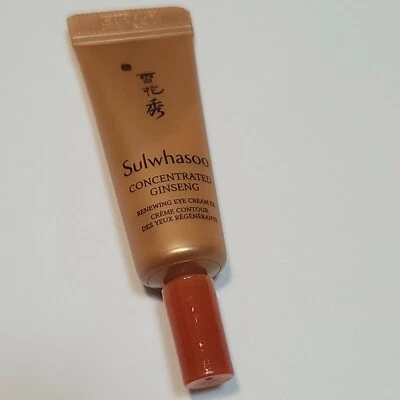 雪
花
秀
Sulwhasoo
CONCENTRATED
GINSENG
RENEWING EYE CREAM EX
CRÈME CONTOUR
DES YEUX RÉGÉNÉRANTE